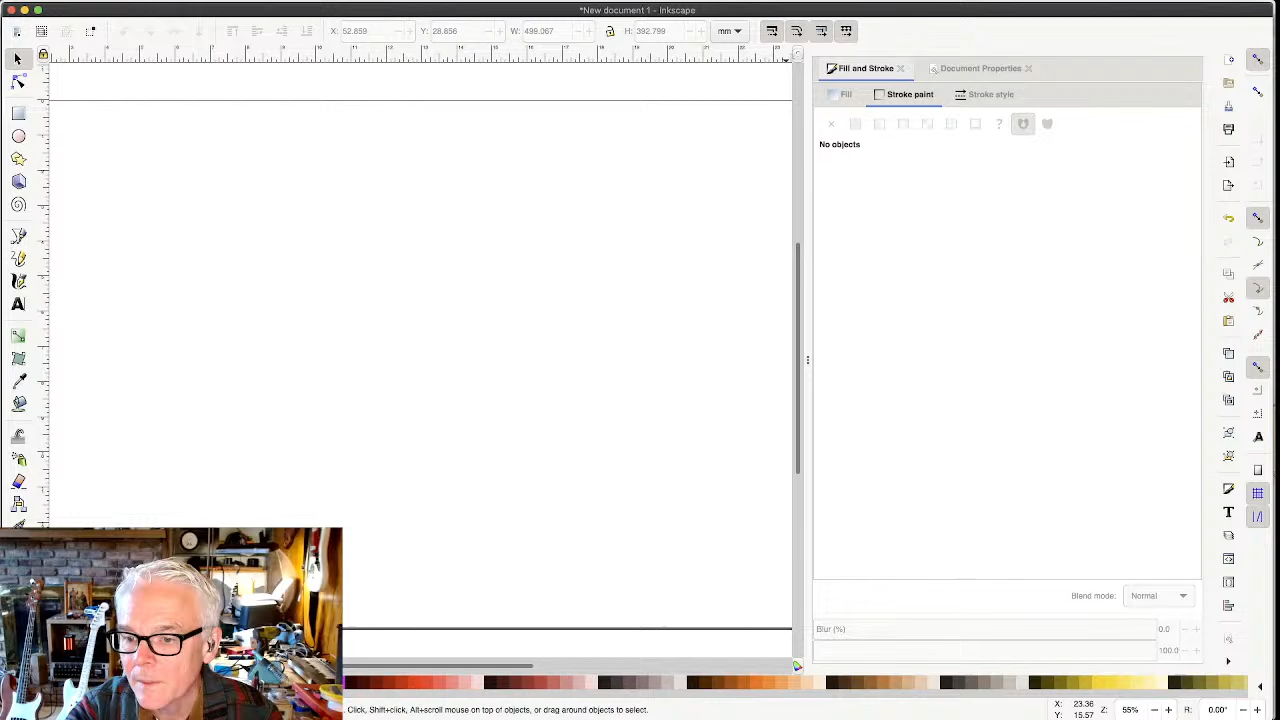 *New document 1 - Inkscape
X: 52.859 Y: 28.856 W: 499.067 H: 392.799 mm
Fill and Stroke Document Properties
Fill Stroke paint Stroke style
?
No objects
Blend mode: Normal
Blur (%) 0.0
100.0
Click, Shift+click, Alt+scroll mouse on top of objects, or drag around objects to select.
X: 23.36
Y: 15.57
Z: 55%
R: 0.00°